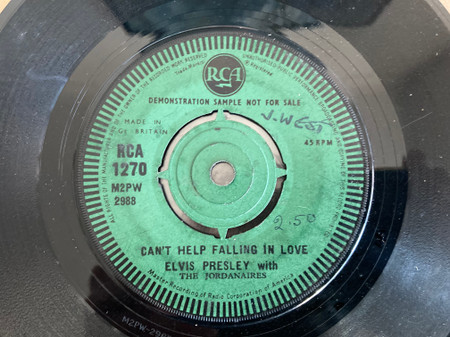 RCA
DEMONSTRATION SAMPLE NOT FOR SALE
J. West
MADE IN
GT BRITAIN
45 RPM
RCA
1270
M2PW
2988
2.50
CAN'T HELP FALLING IN LOVE
ELVIS PRESLEY with
THE JORDANAIRES
Master Recording of Radio Corporation of America